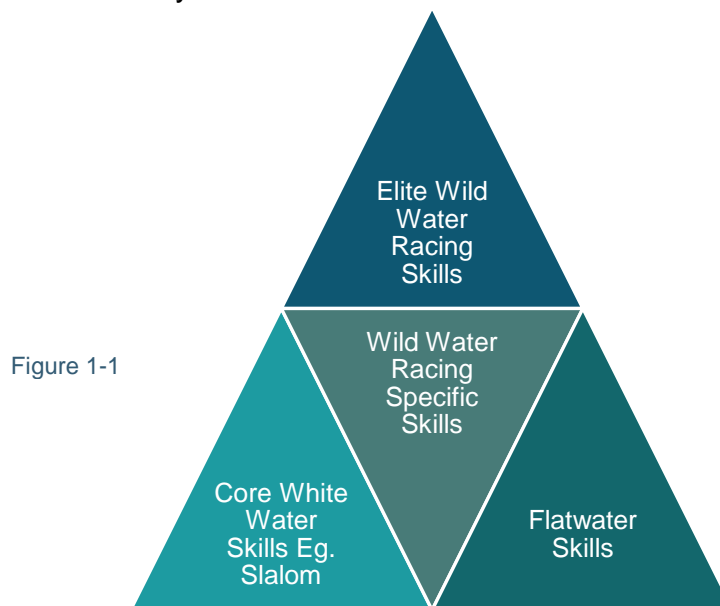 Elite Wild
Water
Racing
Skills
Figure 1-1
Wild Water
Racing
Specific
Skills
Core White
Water
Skills Eg.
Slalom
Flatwater
Skills